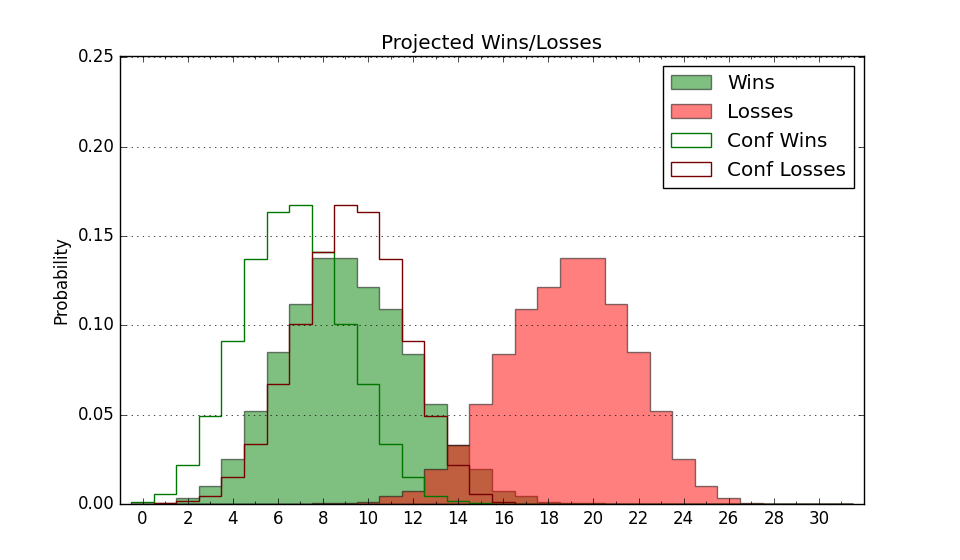 Projected Wins/Losses
0.25
0.20
0.15
0.10
0.05
0.00
Probability
Wins
Losses
Conf Wins
Conf Losses
0 2 4 6 8 10 12 14 16 18 20 22 24 26 28 30